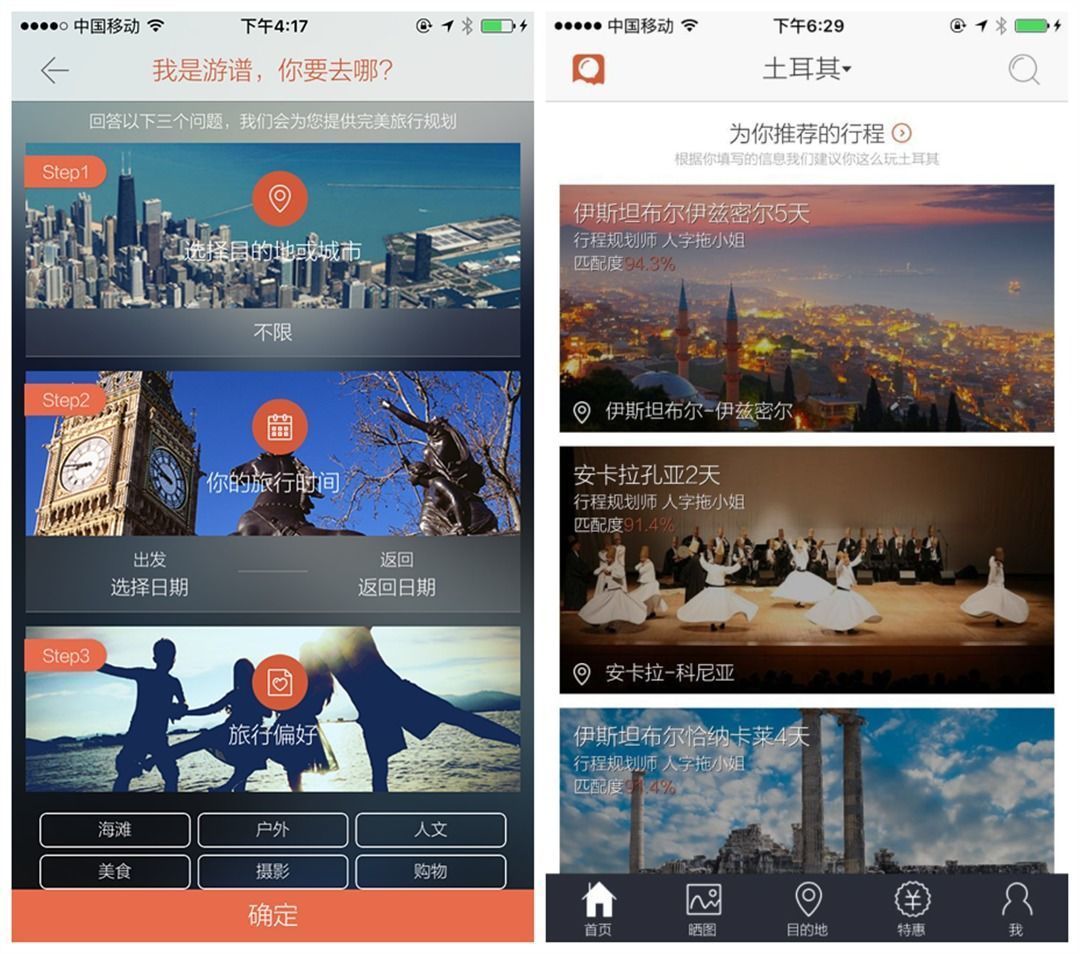 中国移动 下午4:17
我是游谱，你要去哪?
回答以下三个问题，我们会为您提供完美旅行规划
Step1
选择目的地或城市
不限
Step2
你的旅行时间
出发 返回
选择日期 返回日期
Step3
旅行偏好
海滩 户外 人文
美食 摄影 购物
确定
中国移动 下午6:29
土耳其
为你推荐的行程
根据你填写的信息我们建议你这么玩土耳其
伊斯坦布尔伊兹密尔5天
行程规划师 人字拖小姐
匹配度94.3%
伊斯坦布尔-伊兹密尔
安卡拉孔亚2天
行程规划师 人字拖小姐
匹配度91.4%
安卡拉-科尼亚
伊斯坦布尔恰纳卡莱4天
行程规划师 人字拖小姐
匹配度91.4%
首页 晒图 目的地 特惠 我